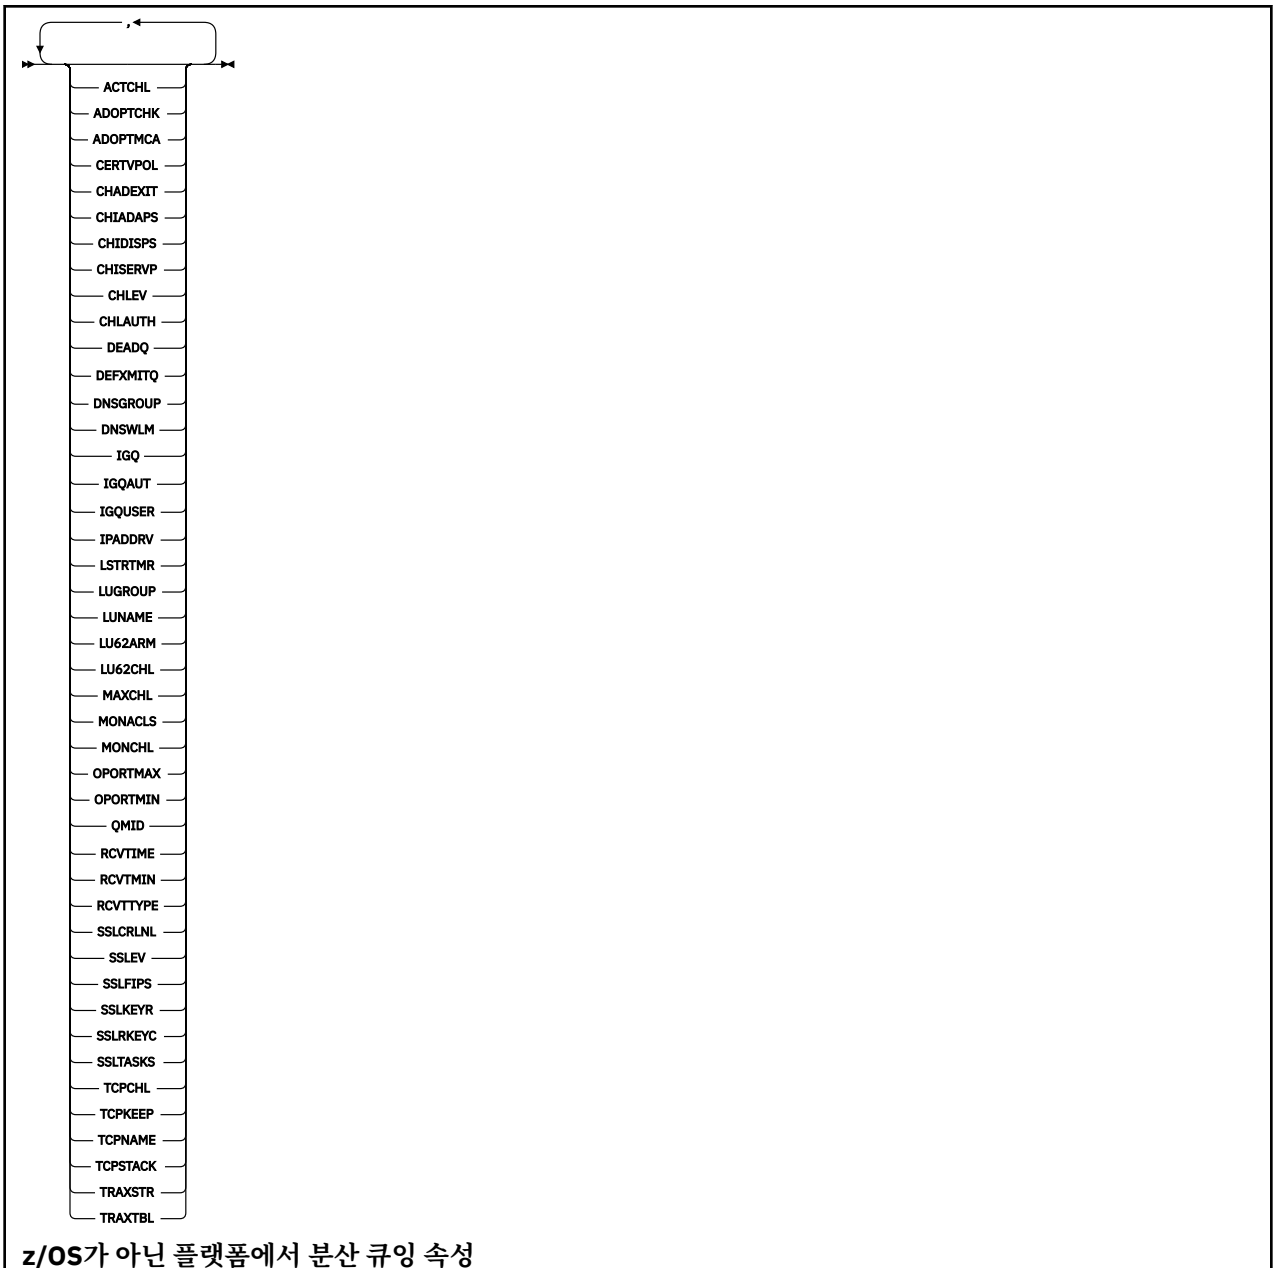 ,
ACTCHL
ADOPTCHK
ADOPTMCA
CERTVPOL
CHADEXIT
CHIADAPS
CHIDISPS
CHISERVP
CHLEV
CHLAUTH
DEADQ
DEFXMITQ
DNSGROUP
DNSWLM
IGQ
IGQAUT
IGQUSER
IPADDRV
LSTRTMR
LUGROUP
LUNAME
LU62ARM
LU62CHL
MAXCHL
MONACLS
MONCHL
OPORTMAX
OPORTMIN
QMID
RCVTIME
RCVTMIN
RCVTTYPE
SSLCRLNL
SSLEV
SSLFIPS
SSLKEYR
SSLRKEYC
SSLTASKS
TCPCHL
TCPKEEP
TCPNAME
TCPSTACK
TRAXSTR
TRAXTBL
z/OS가 아닌 플랫폼에서 분산 큐잉 속성